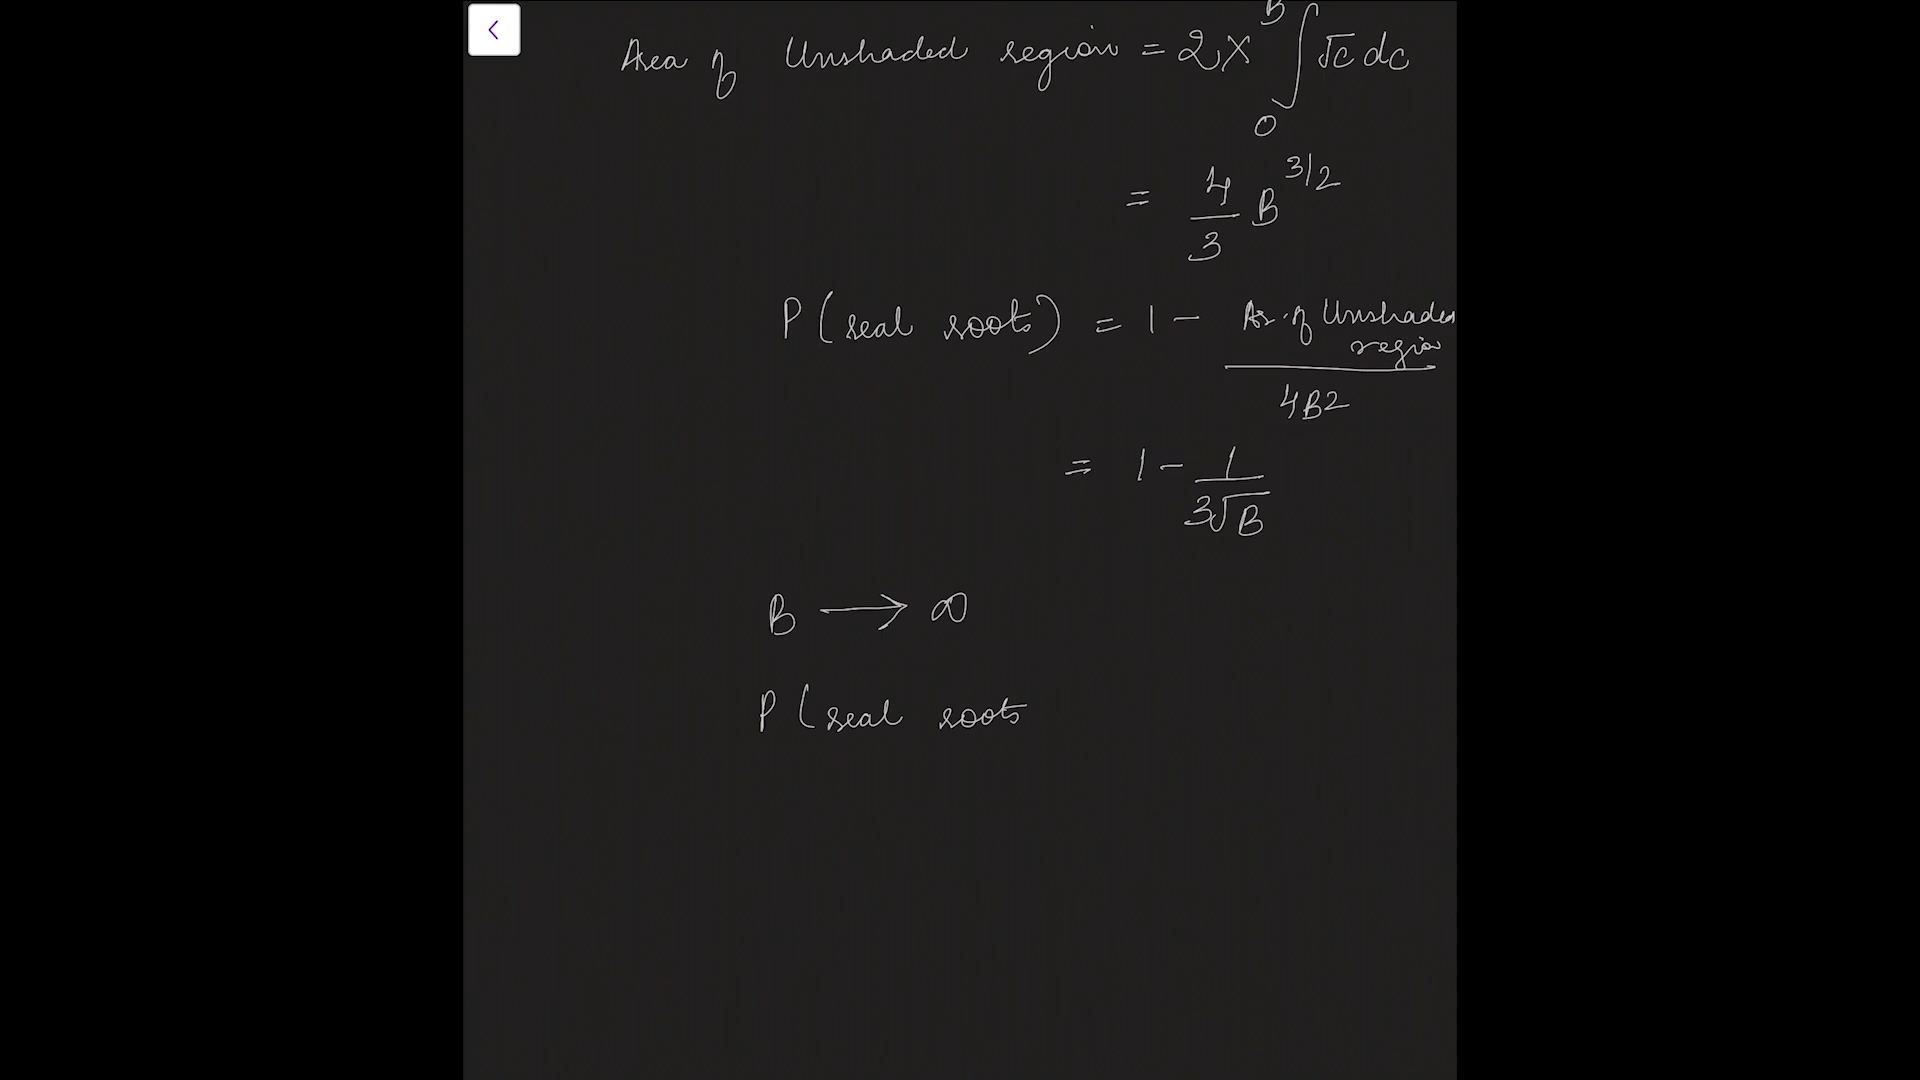 Area of Unshaded region = 2 x ∫₀ᴮ √c dc
= 4/3 B^3/2
P(real roots) = 1 - Ar. of Unshaded region / 4B2
= 1 - 1/3√B
B ⟶ ∞
P(real roots